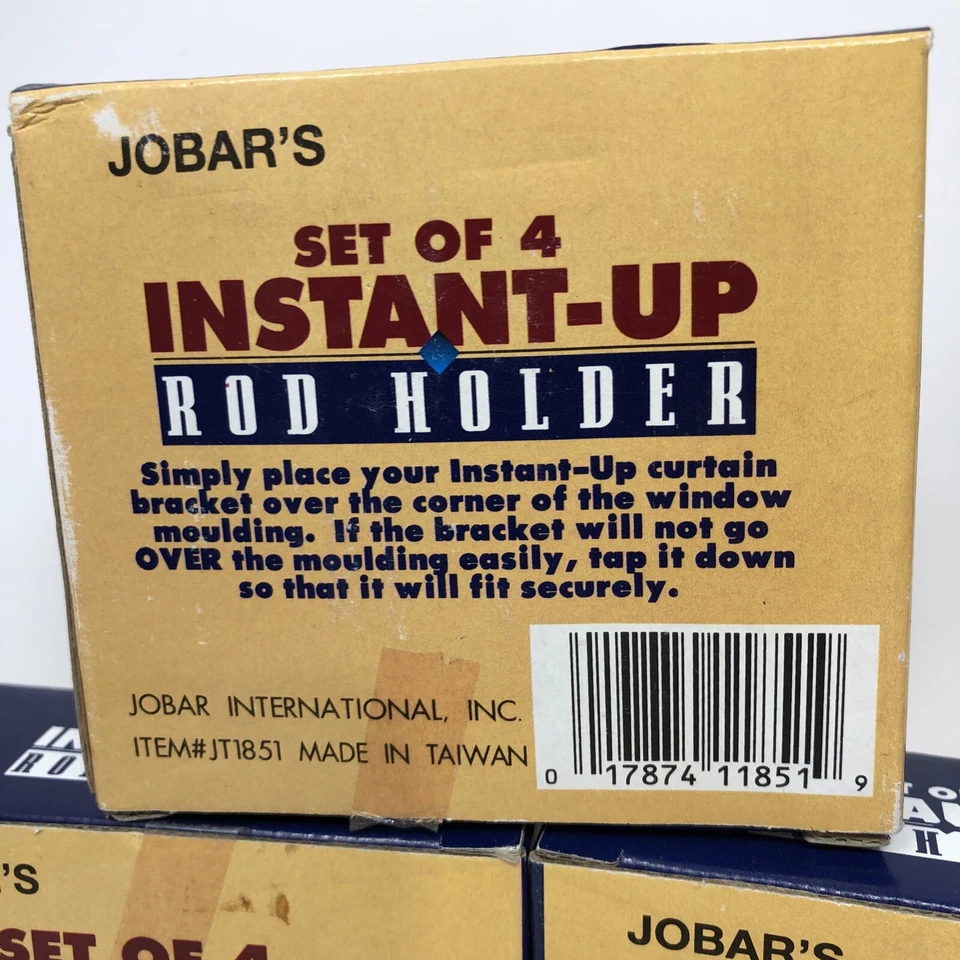 JOBAR'S
SET OF 4
INSTANT-UP
ROD HOLDER
Simply place your Instant-Up curtain
bracket over the corner of the window
moulding. If the bracket will not go
OVER the moulding easily, tap it down
so that it will fit securely.
JOBAR INTERNATIONAL, INC.
ITEM#JT1851 MADE IN TAIWAN
0 17874 11851 9
'S
SET OF 4
JOBAR'S